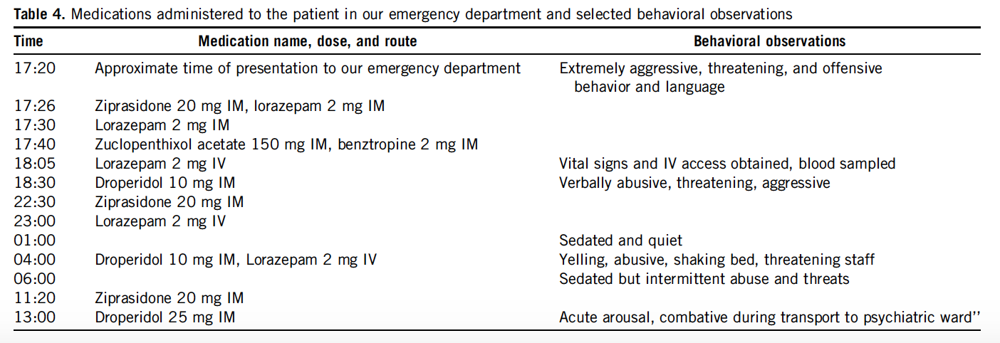 Table 4. Medications administered to the patient in our emergency department and selected behavioral observations
Time Medication name, dose, and route Behavioral observations
17:20 Approximate time of presentation to our emergency department Extremely aggressive, threatening, and offensive
behavior and language
17:26 Ziprasidone 20 mg IM, lorazepam 2 mg IM
17:30 Lorazepam 2 mg IM
17:40 Zuclopenthixol acetate 150 mg IM, benztropine 2 mg IM
18:05 Lorazepam 2 mg IV Vital signs and IV access obtained, blood sampled
18:30 Droperidol 10 mg IM Verbally abusive, threatening, aggressive
22:30 Ziprasidone 20 mg IM
23:00 Lorazepam 2 mg IV
01:00 Sedated and quiet
04:00 Droperidol 10 mg IM, Lorazepam 2 mg IV Yelling, abusive, shaking bed, threatening staff
06:00 Sedated but intermittent abuse and threats
11:20 Ziprasidone 20 mg IM
13:00 Droperidol 25 mg IM Acute arousal, combative during transport to psychiatric ward’’